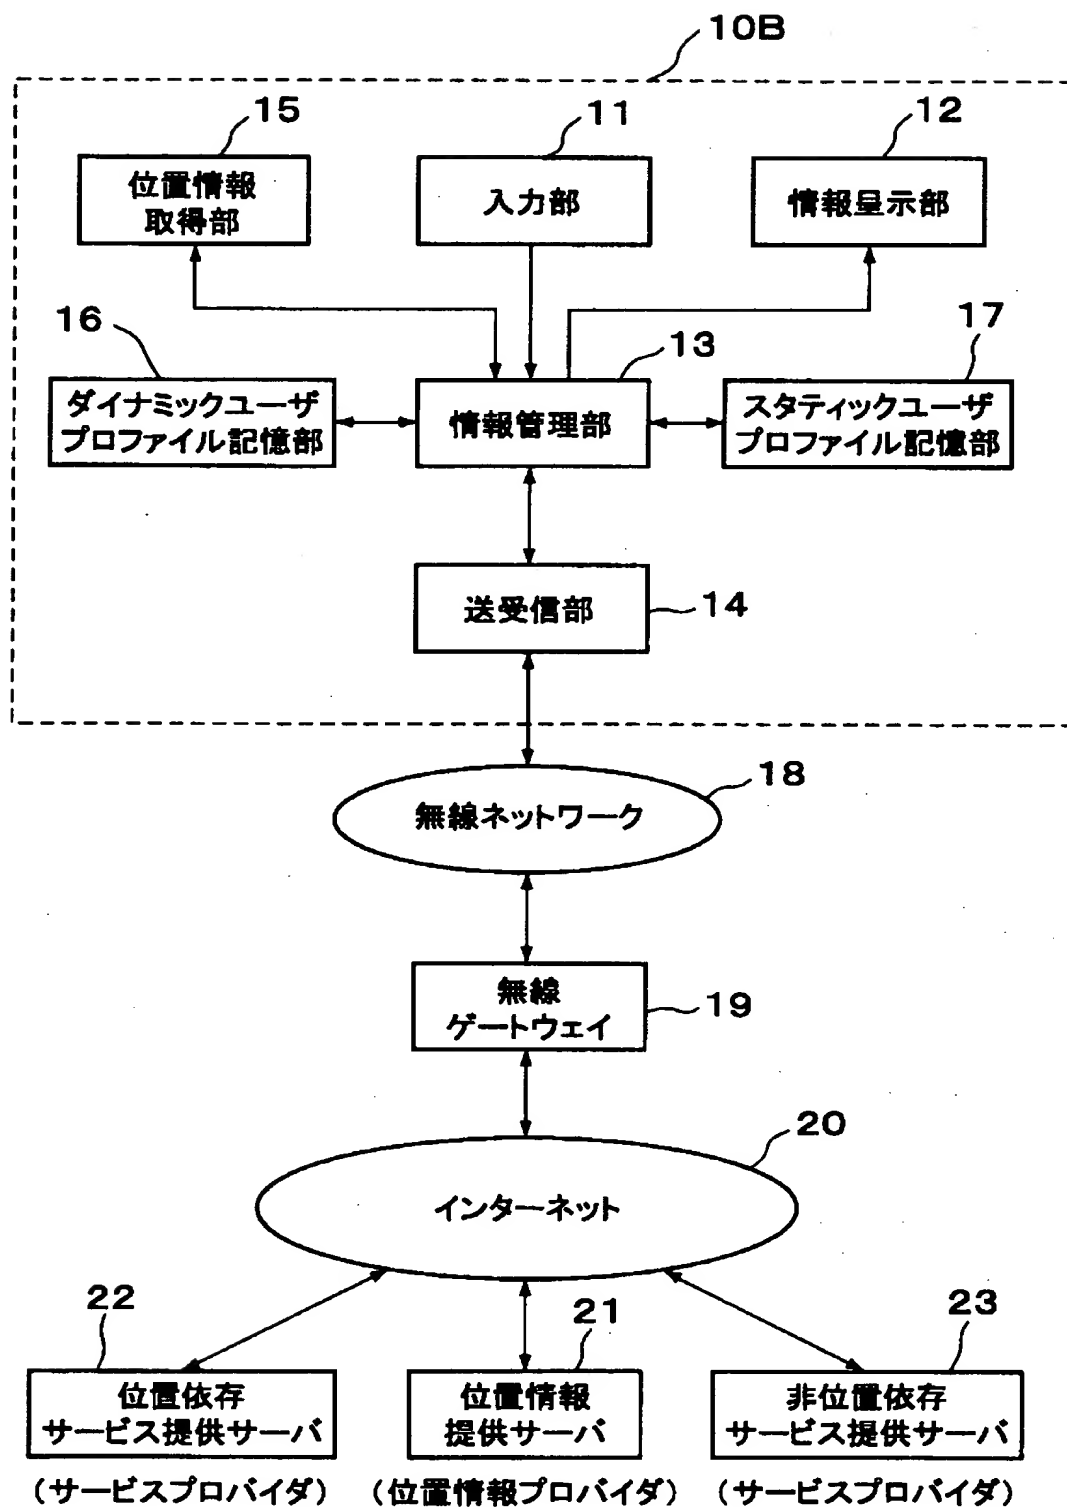 10B
15
11
12
位置情報
取得部
入力部
情報呈示部
16
13
17
ダイナミックユーザ
プロファイル記憶部
情報管理部
スタティックユーザ
プロファイル記憶部
送受信部
14
18
無線ネットワーク
無線
ゲートウェイ
19
20
インターネット
22
21
23
位置依存
サービス提供サーバ
位置情報
提供サーバ
非位置依存
サービス提供サーバ
(サービスプロバイダ)
(位置情報プロバイダ)
(サービスプロバイダ)